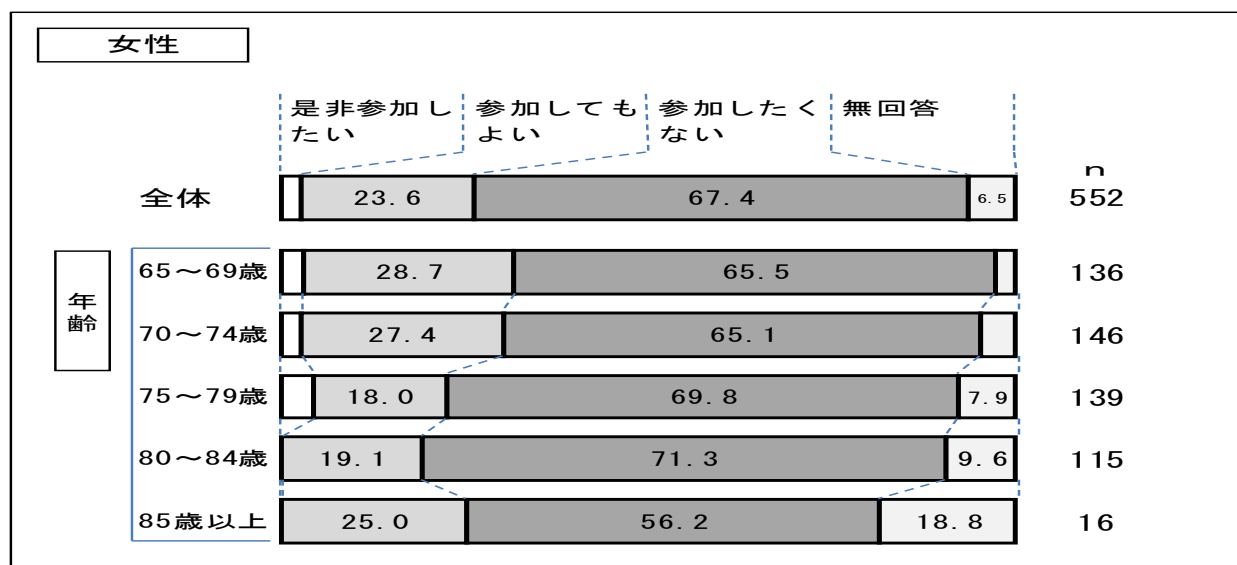 女性
是非参加し 参加しても 参加したく 無回答
たい よい ない
n
全体 23.6 67.4 6.5 552
年齢
65～69歳 28.7 65.5 136
70～74歳 27.4 65.1 146
75～79歳 18.0 69.8 7.9 139
80～84歳 19.1 71.3 9.6 115
85歳以上 25.0 56.2 18.8 16